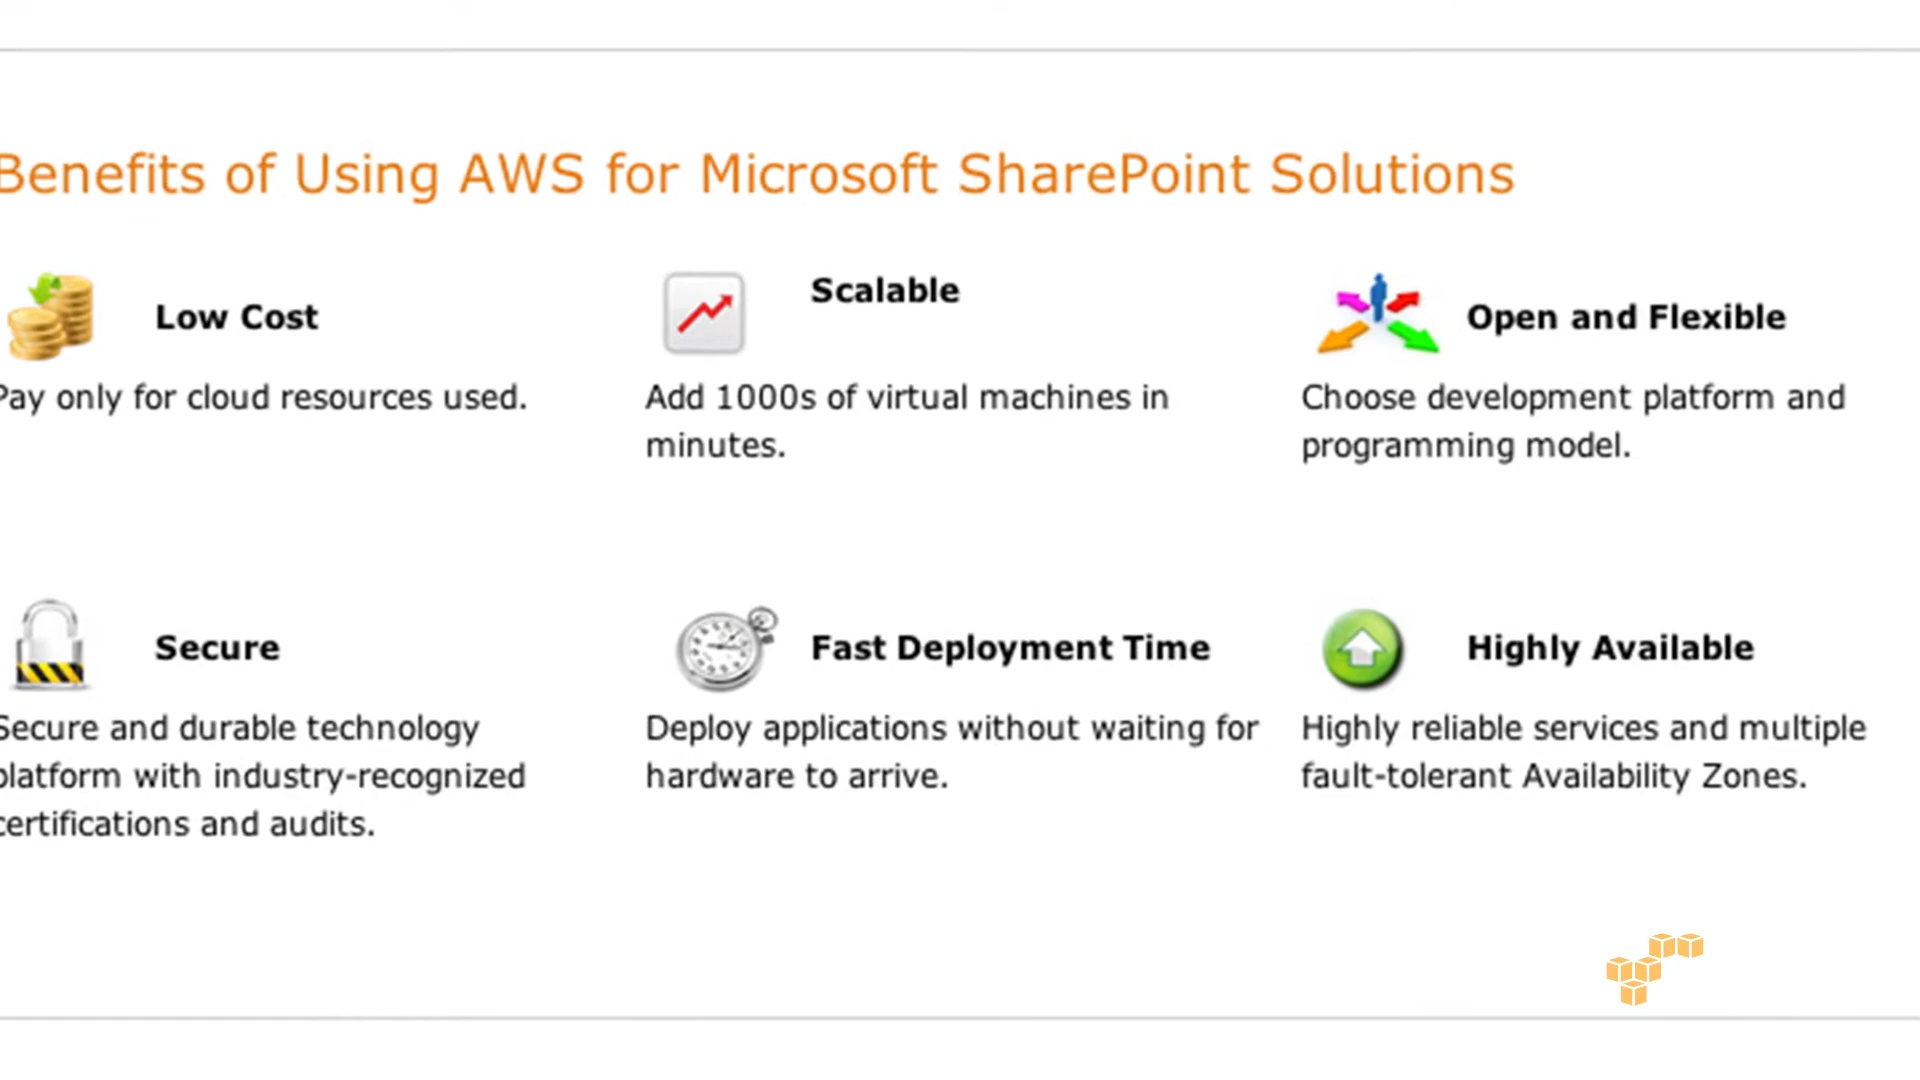 Benefits of Using AWS for Microsoft SharePoint Solutions
Low Cost
Pay only for cloud resources used.
Scalable
Add 1000s of virtual machines in
minutes.
Open and Flexible
Choose development platform and
programming model.
Secure
Secure and durable technology
platform with industry-recognized
certifications and audits.
Fast Deployment Time
Deploy applications without waiting for
hardware to arrive.
Highly Available
Highly reliable services and multiple
fault-tolerant Availability Zones.